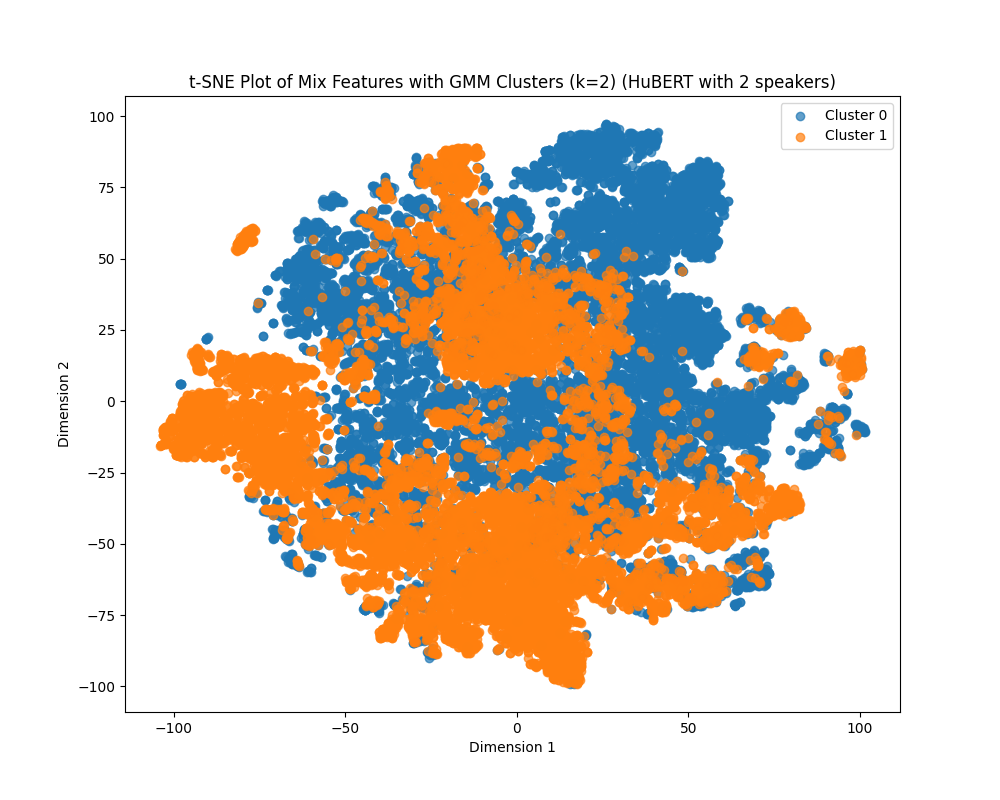 t-SNE Plot of Mix Features with GMM Clusters (k=2) (HuBERT with 2 speakers)
Cluster 0
Cluster 1
100
75
50
25
0
−25
−50
−75
−100
Dimension 2
−100
−50
0
50
100
Dimension 1